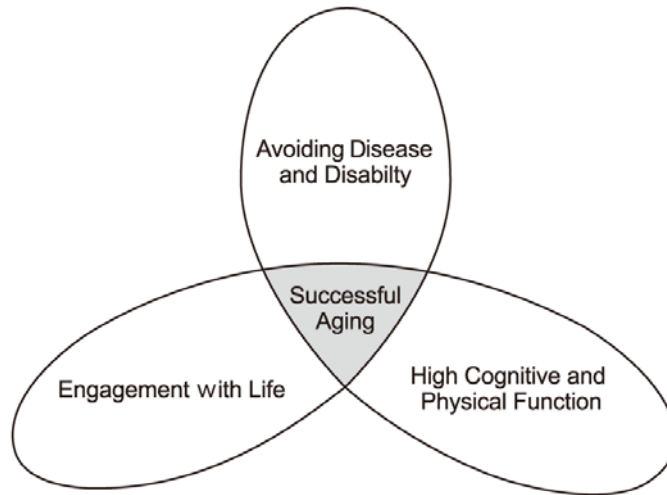 Avoiding Disease
and Disabilty
Successful
Aging
Engagement with Life
High Cognitive and
Physical Function